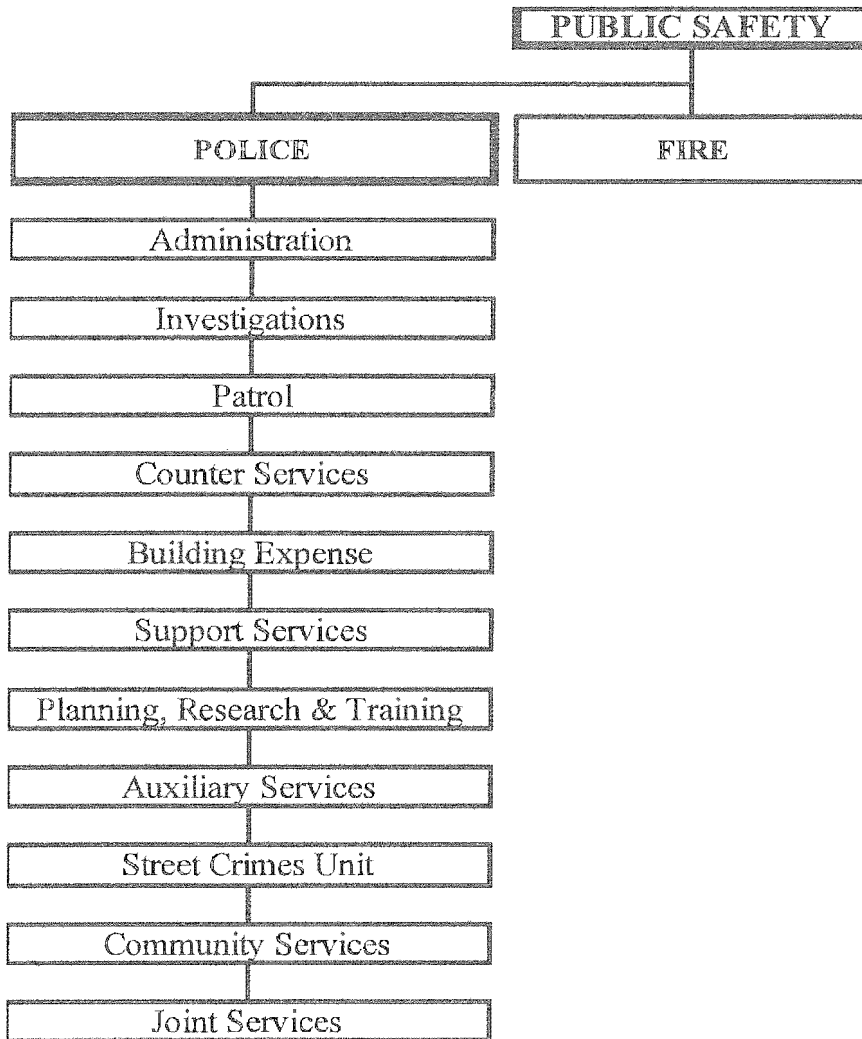 PUBLIC SAFETY
POLICE
FIRE
Administration
Investigations
Patrol
Counter Services
Building Expense
Support Services
Planning, Research & Training
Auxiliary Services
Street Crimes Unit
Community Services
Joint Services